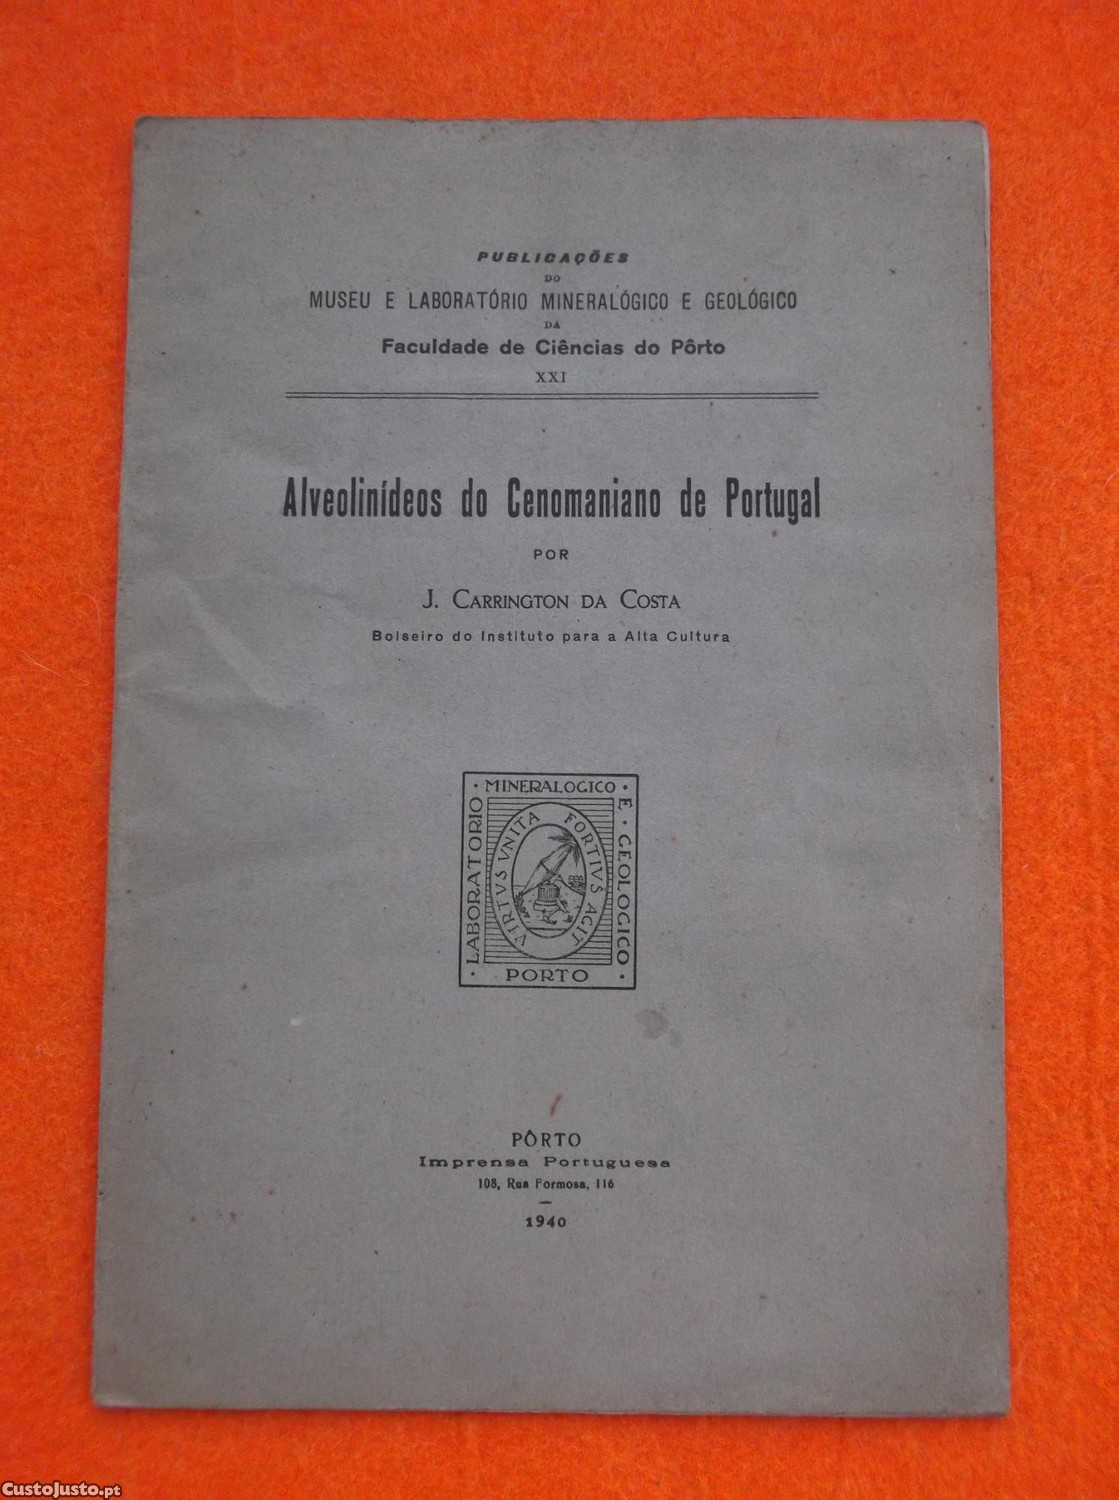 PUBLICAÇÕES
DO
MUSEU E LABORATÓRIO MINERALÓGICO E GEOLÓGICO
DA
Faculdade de Ciências do Pôrto
XXI
Alveolinídeos do Cenomaniano de Portugal
POR
J. CARRINGTON DA COSTA
Bolseiro do Instituto para a Alta Cultura
· LABORATORIO
· MINERALOGICO ·
E · GEOLOGICO ·
VIRTVS VNITA FORTIVS AGIT
PORTO
PÔRTO
Imprensa Portuguesa
108, Rua Formosa, 116
—
1940
CustoJusto.pt